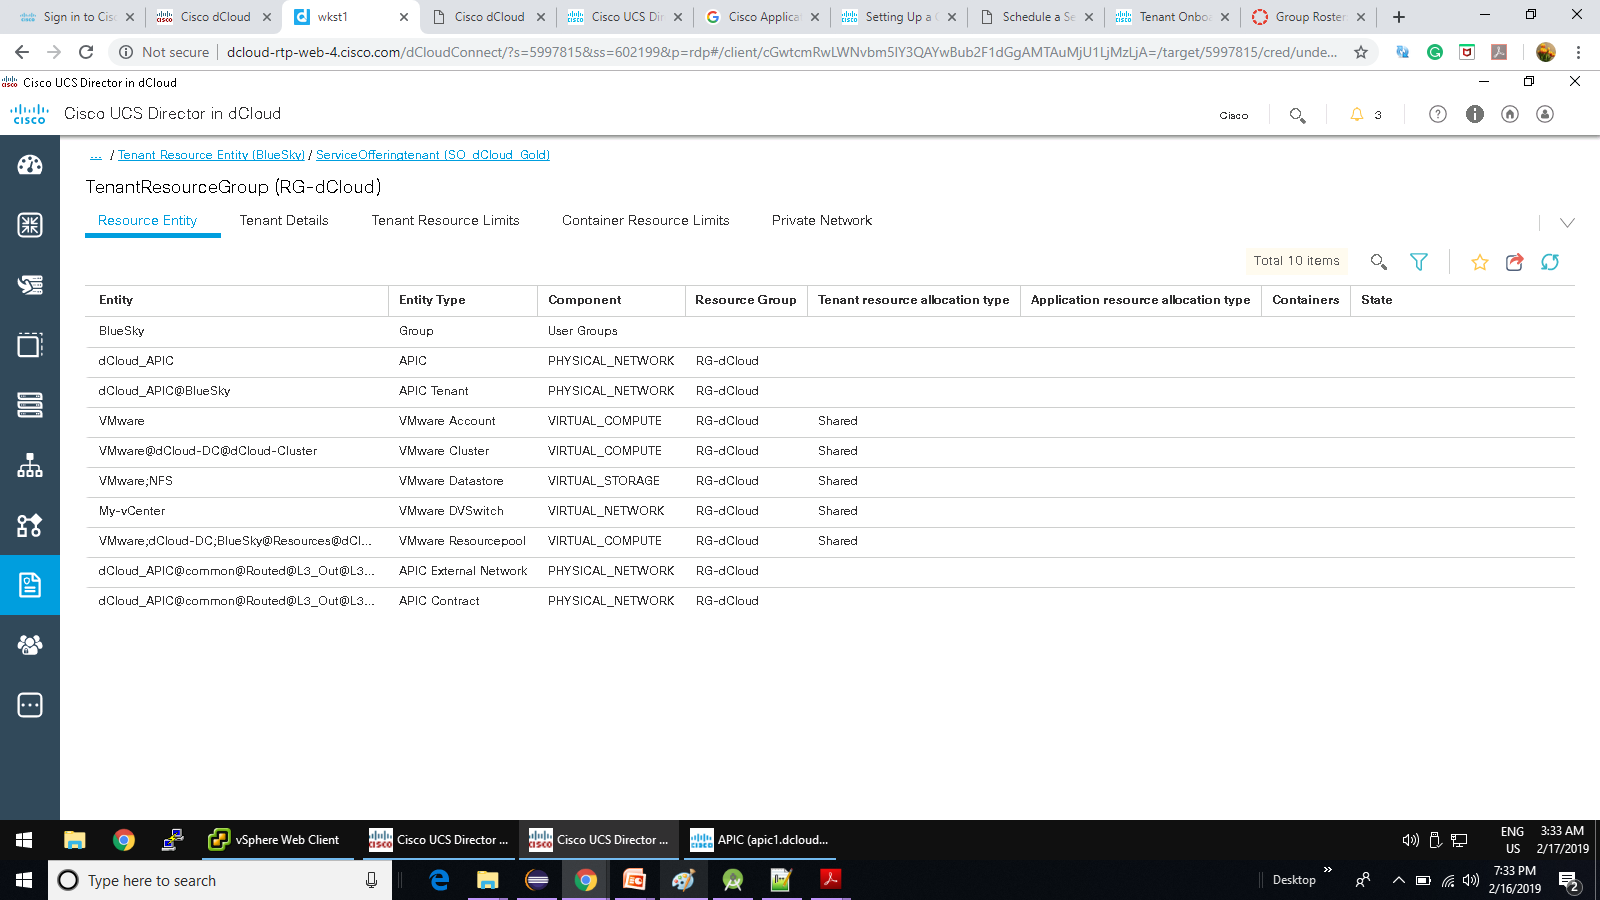 Sign in to Cisc
Cisco dCloud
wkst1
Cisco dCloud
Cisco UCS Dir
Cisco Applicat
Setting Up a C
Schedule a Se
Tenant Onbo
Group Roster
Not secure
dcloud-rtp-web-4.cisco.com/dCloudConnect/?s=5997815&ss=602199&p=rdp#/client/cGwtcmRwLWNvbm5lY3QAYwBub2F1dGgAMTAuMjU1LjMzLjA=/target/5997815/cred/unde...
Cisco UCS Director in dCloud
cisco
Cisco UCS Director in dCloud
Cisco
3
... / Tenant Resource Entity (BlueSky) / ServiceOfferingtenant (SO_dCloud_Gold)
TenantResourceGroup (RG-dCloud)
Resource Entity
Tenant Details
Tenant Resource Limits
Container Resource Limits
Private Network
Total 10 items
Entity Entity Type Component Resource Group Tenant resource allocation type Application resource allocation type Containers State
BlueSky Group User Groups
dCloud_APIC APIC PHYSICAL_NETWORK RG-dCloud
dCloud_APIC@BlueSky APIC Tenant PHYSICAL_NETWORK RG-dCloud
VMware VMware Account VIRTUAL_COMPUTE RG-dCloud Shared
VMware@dCloud-DC@dCloud-Cluster VMware Cluster VIRTUAL_COMPUTE RG-dCloud Shared
VMware;NFS VMware Datastore VIRTUAL_STORAGE RG-dCloud Shared
My-vCenter VMware DVSwitch VIRTUAL_NETWORK RG-dCloud Shared
VMware;dCloud-DC;BlueSky@Resources@dCl... VMware Resourcepool VIRTUAL_COMPUTE RG-dCloud Shared
dCloud_APIC@common@Routed@L3_Out@L3... APIC External Network PHYSICAL_NETWORK RG-dCloud
dCloud_APIC@common@Routed@L3_Out@L3... APIC Contract PHYSICAL_NETWORK RG-dCloud
vSphere Web Client
Cisco UCS Director ...
Cisco UCS Director ...
APIC (apic1.dcloud...
ENG
US
3:33 AM
2/17/2019
Type here to search
Desktop
7:33 PM
2/16/2019
2